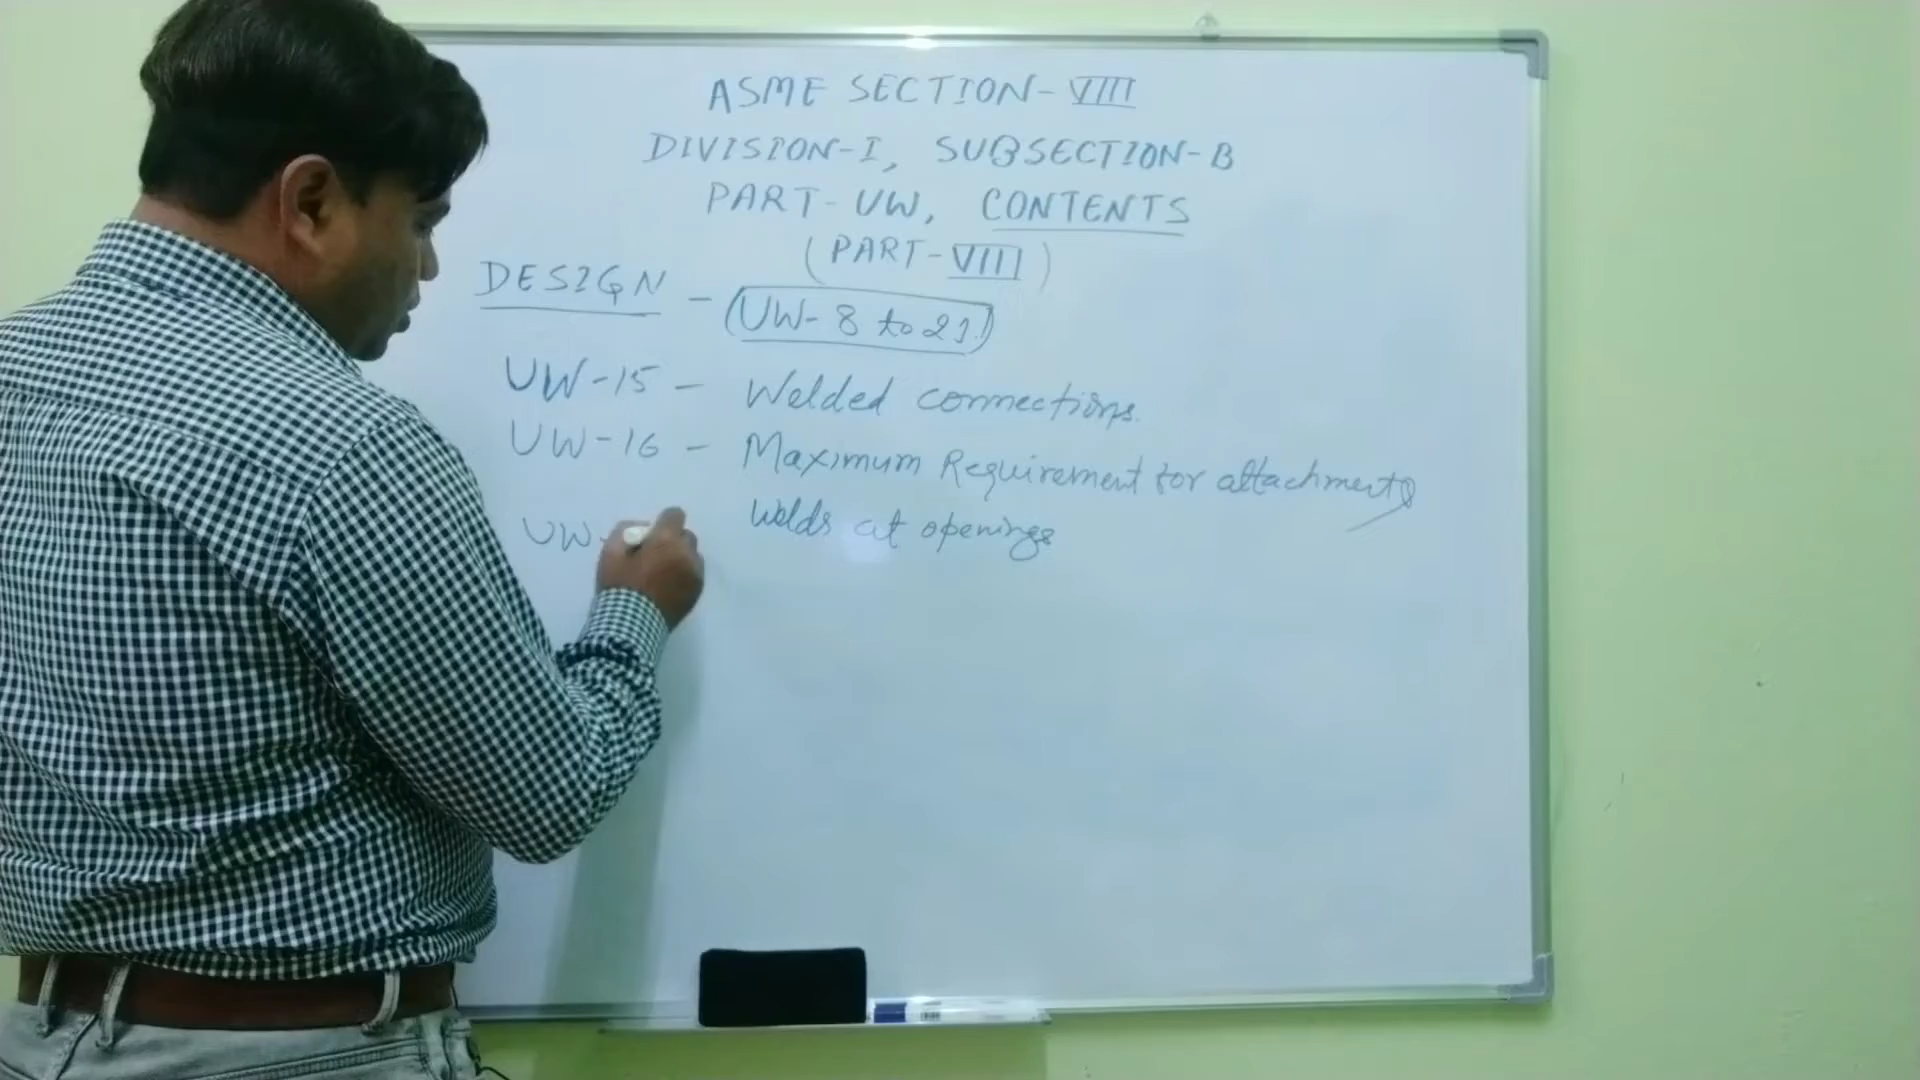 ASME SECTION-VIII
DIVISION-I, SUBSECTION-B
PART-UW, CONTENTS
(PART-VIII)
DESIGN - (UW-8 to 21)
UW-15 - Welded connections.
UW-16 - Maximum Requirement for attachments
Welds at openings
UW-